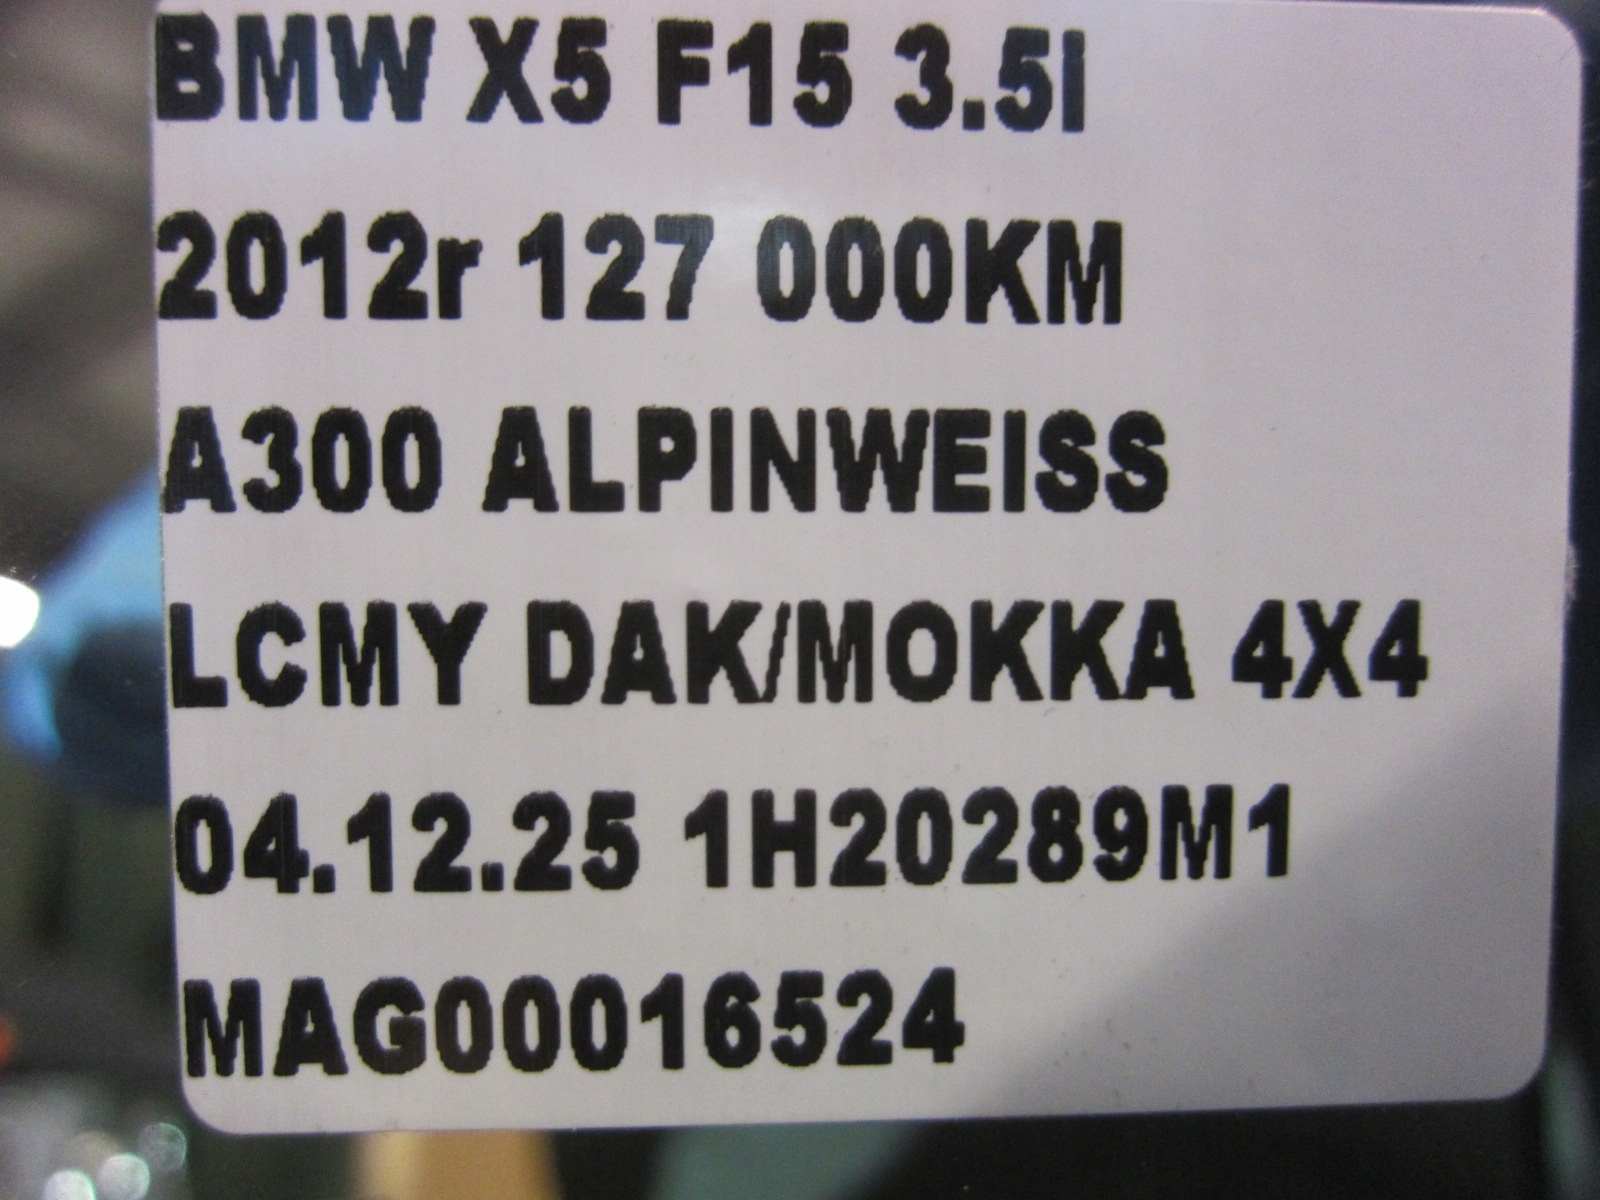 BMW X5 F15 3.5I
2012r 127 000KM
A300 ALPINWEISS
LCMY DAK/MOKKA 4X4
04.12.25 1H20289M1
MAG00016524